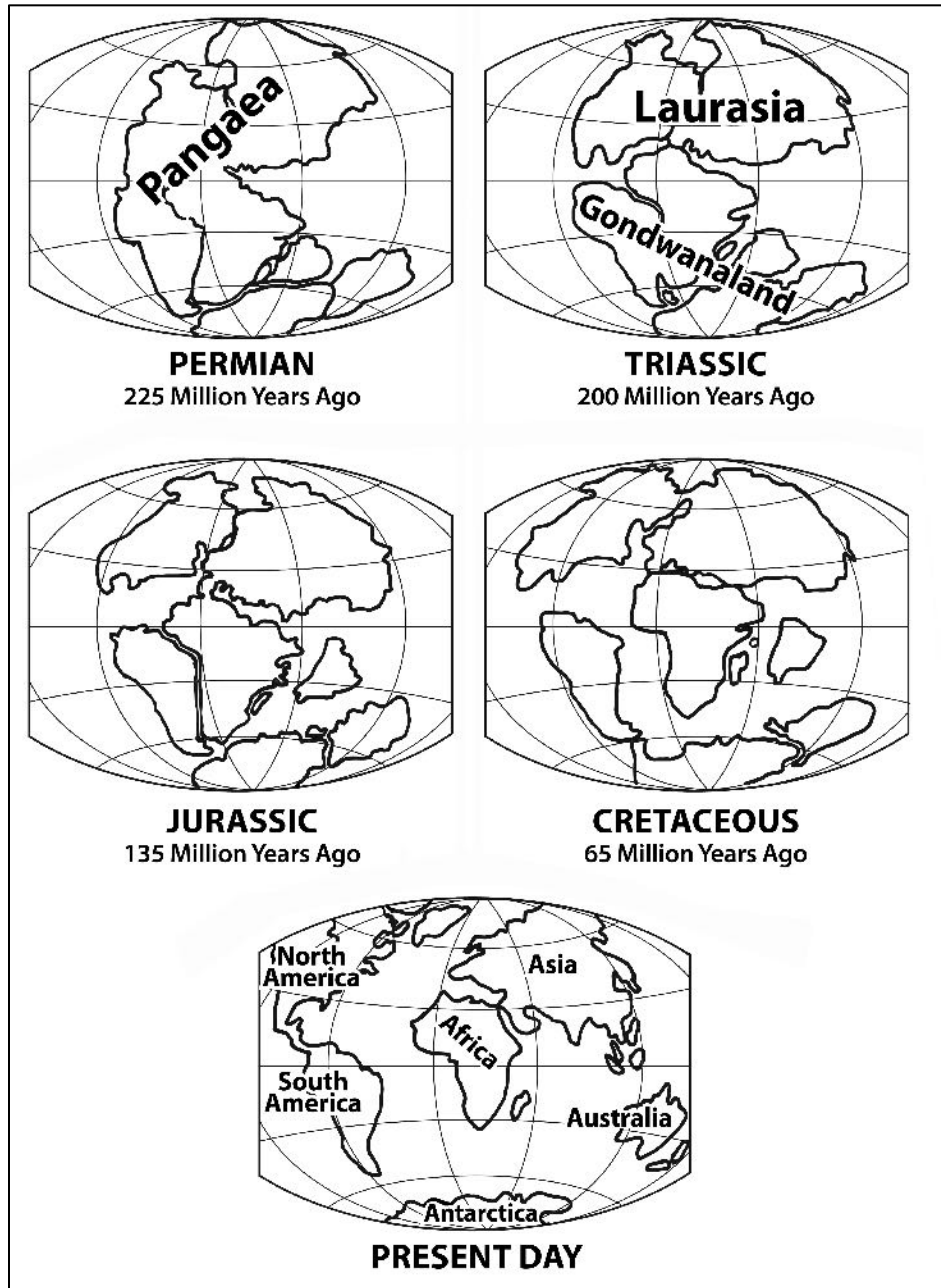 Pangaea
PERMIAN
225 Million Years Ago
Laurasia
Gondwanaland
TRIASSIC
200 Million Years Ago
JURASSIC
135 Million Years Ago
CRETACEOUS
65 Million Years Ago
North
America
Asia
Africa
South
America
Australia
Antarctica
PRESENT DAY